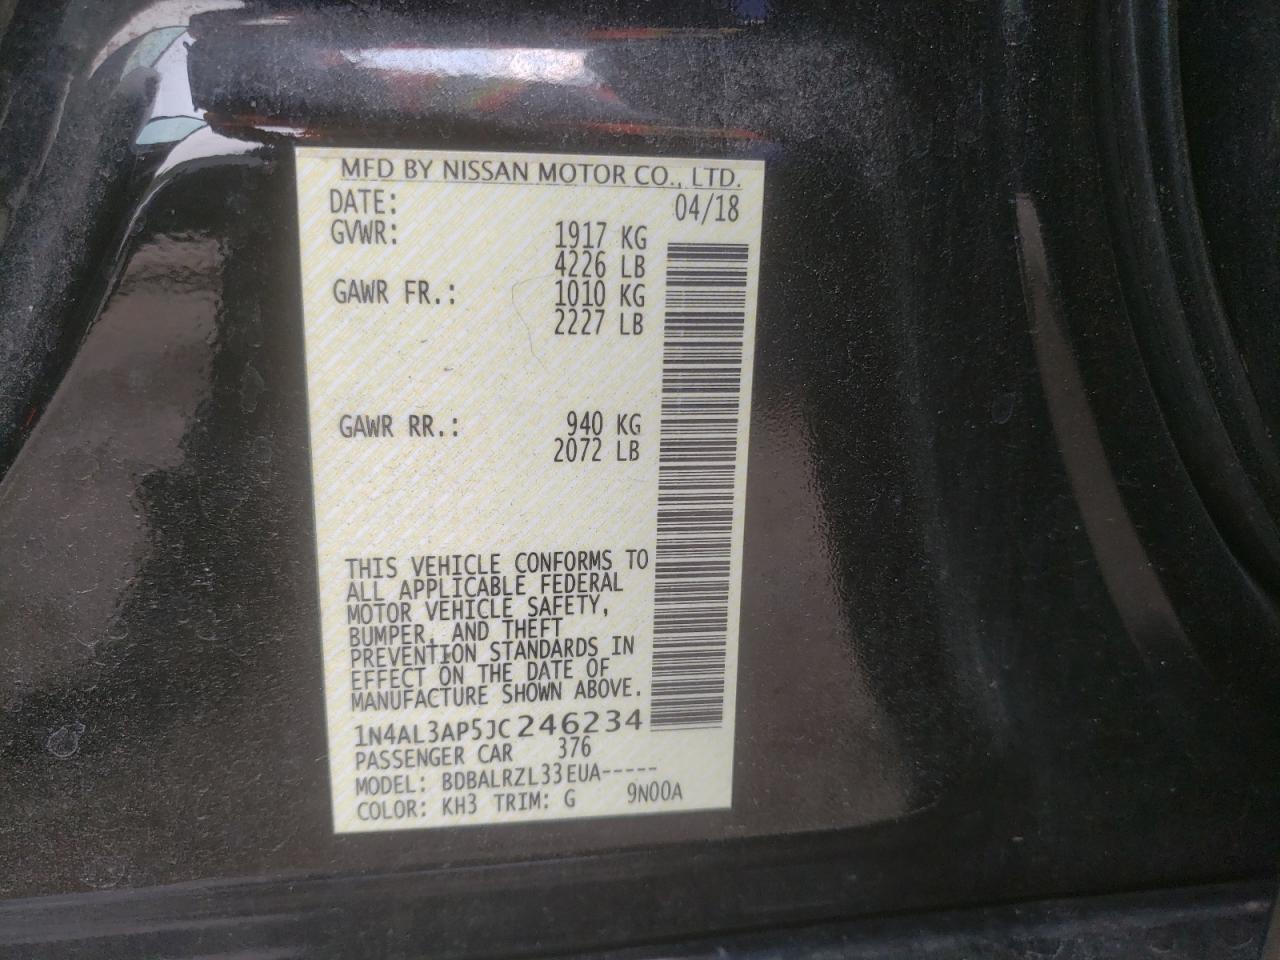 MFD BY NISSAN MOTOR CO., LTD.
DATE: 04/18
GVWR: 1917 KG
4226 LB
GAWR FR.: 1010 KG
2227 LB
GAWR RR.: 940 KG
2072 LB
THIS VEHICLE CONFORMS TO
ALL APPLICABLE FEDERAL
MOTOR VEHICLE SAFETY,
BUMPER, AND THEFT
PREVENTION STANDARDS IN
EFFECT ON THE DATE OF
MANUFACTURE SHOWN ABOVE.
1N4AL3AP5JC246234
PASSENGER CAR 376
MODEL: BDBALRZL33EUA-----
COLOR: KH3 TRIM: G 9N00A